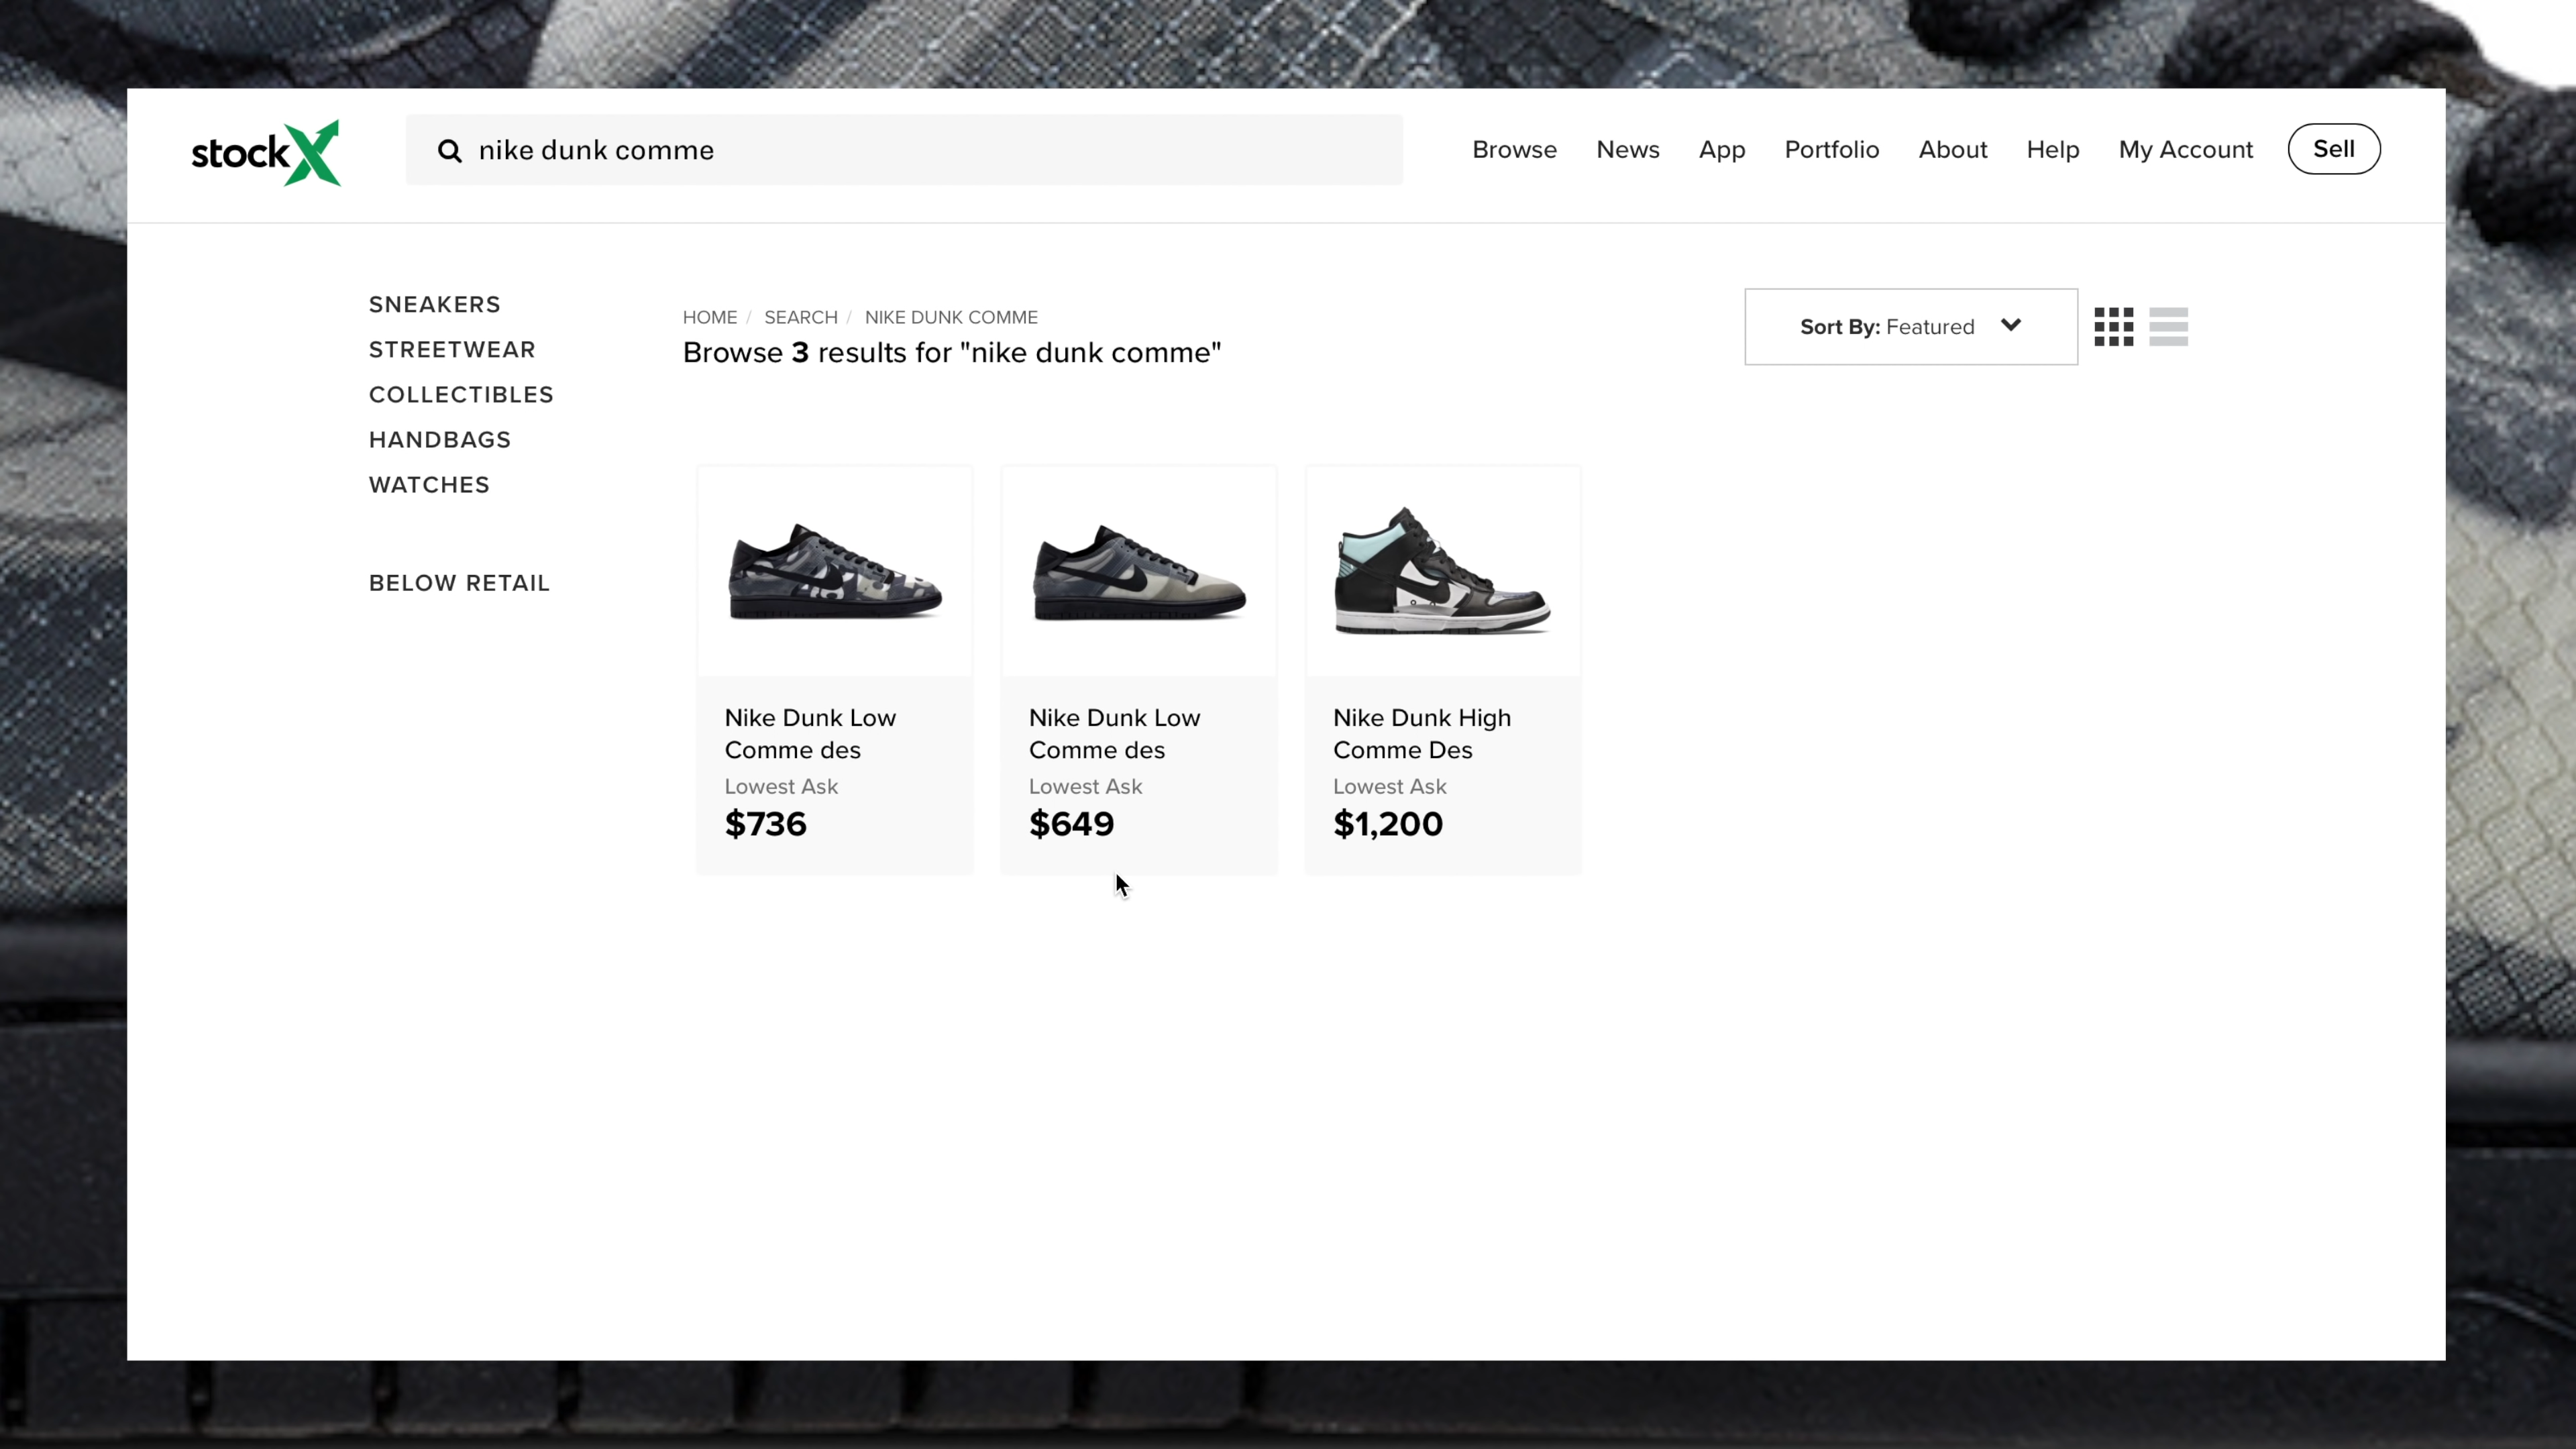 stockX
nike dunk comme
Browse
News
App
Portfolio
About
Help
My Account
Sell
SNEAKERS
STREETWEAR
COLLECTIBLES
HANDBAGS
WATCHES
BELOW RETAIL
HOME / SEARCH / NIKE DUNK COMME
Browse 3 results for "nike dunk comme"
Sort By: Featured
Nike Dunk Low
Comme des
Lowest Ask
$736
Nike Dunk Low
Comme des
Lowest Ask
$649
Nike Dunk High
Comme Des
Lowest Ask
$1,200